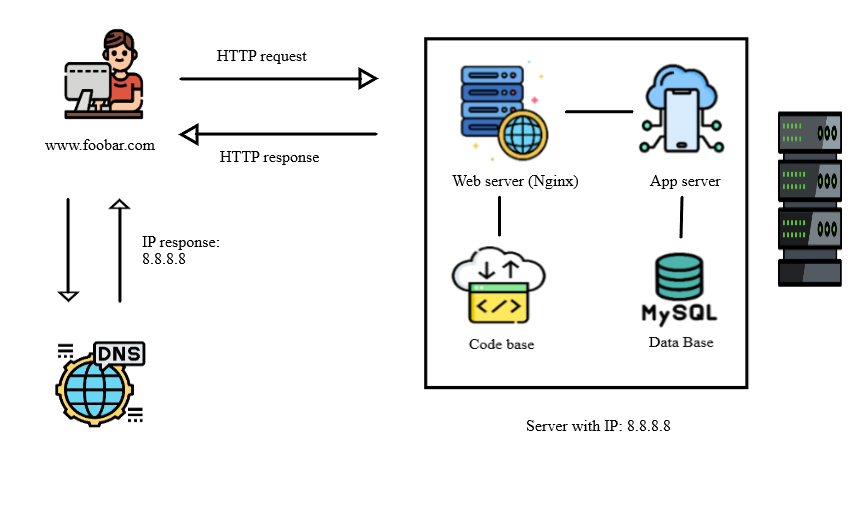 HTTP request
www.foobar.com
HTTP response
IP response:
8.8.8.8
DNS
Web server (Nginx)
App server
</>
Code base
MySQL
Data Base
Server with IP: 8.8.8.8